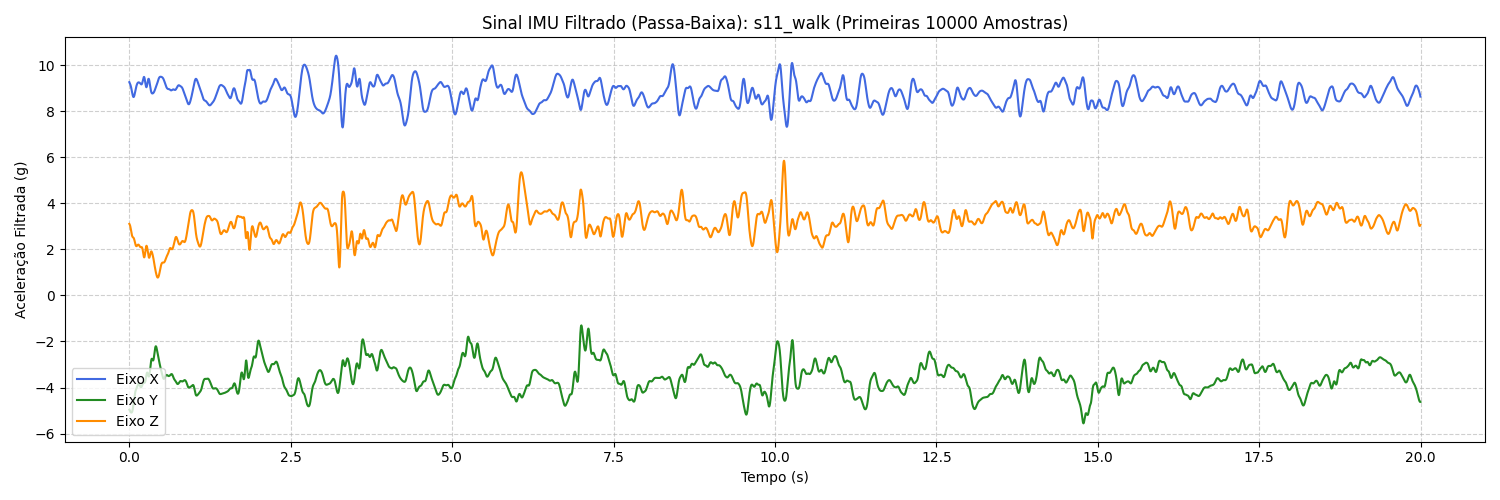 Sinal IMU Filtrado (Passa-Baixa): s11_walk (Primeiras 10000 Amostras)
Aceleração Filtrada (g)
10
8
6
4
2
0
−2
−4
−6
Eixo X
Eixo Y
Eixo Z
0.0 2.5 5.0 7.5 10.0 12.5 15.0 17.5 20.0
Tempo (s)